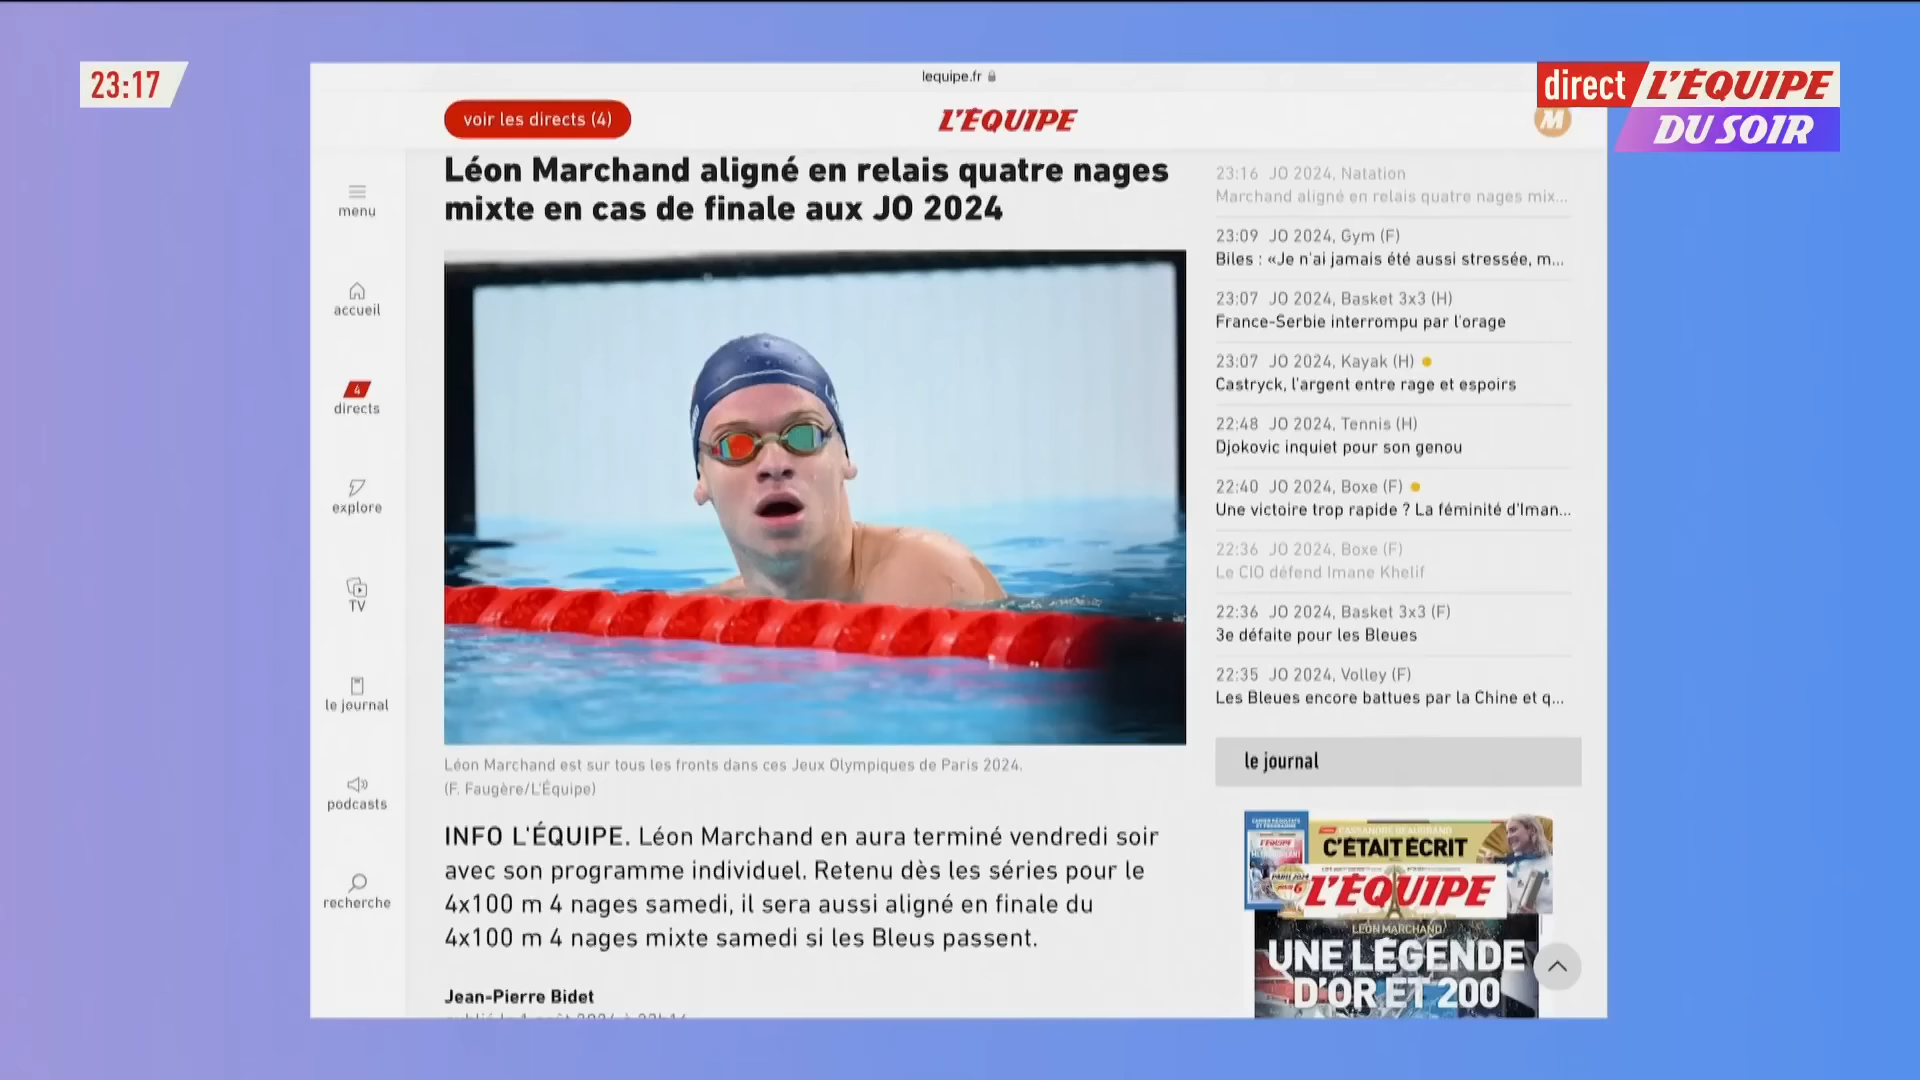 23:17
direct L'ÉQUIPE
DU SOIR
lequipe.fr
voir les directs (4)
L'ÉQUIPE
M
menu
accueil
4
directs
explore
TV
le journal
podcasts
recherche
Léon Marchand aligné en relais quatre nages
mixte en cas de finale aux JO 2024
Léon Marchand est sur tous les fronts dans ces Jeux Olympiques de Paris 2024.
(F. Faugère/L'Équipe)
INFO L'ÉQUIPE. Léon Marchand en aura terminé vendredi soir
avec son programme individuel. Retenu dès les séries pour le
4x100 m 4 nages samedi, il sera aussi aligné en finale du
4x100 m 4 nages mixte samedi si les Bleus passent.
Jean-Pierre Bidet
23:16 JO 2024, Natation
Marchand aligné en relais quatre nages mix...
23:09 JO 2024, Gym (F)
Biles : «Je n'ai jamais été aussi stressée, m...
23:07 JO 2024, Basket 3x3 (H)
France-Serbie interrompu par l'orage
23:07 JO 2024, Kayak (H)
Castryck, l'argent entre rage et espoirs
22:48 JO 2024, Tennis (H)
Djokovic inquiet pour son genou
22:40 JO 2024, Boxe (F)
Une victoire trop rapide ? La féminité d'Iman...
22:36 JO 2024, Boxe (F)
Le CIO défend Imane Khelif
22:36 JO 2024, Basket 3x3 (F)
3e défaite pour les Bleues
22:35 JO 2024, Volley (F)
Les Bleues encore battues par la Chine et q...
le journal
CASSANDRE BEAUGRAND
C'ÉTAIT ÉCRIT
L'ÉQUIPE
LÉON MARCHAND
UNE LÉGENDE
D'OR ET 200